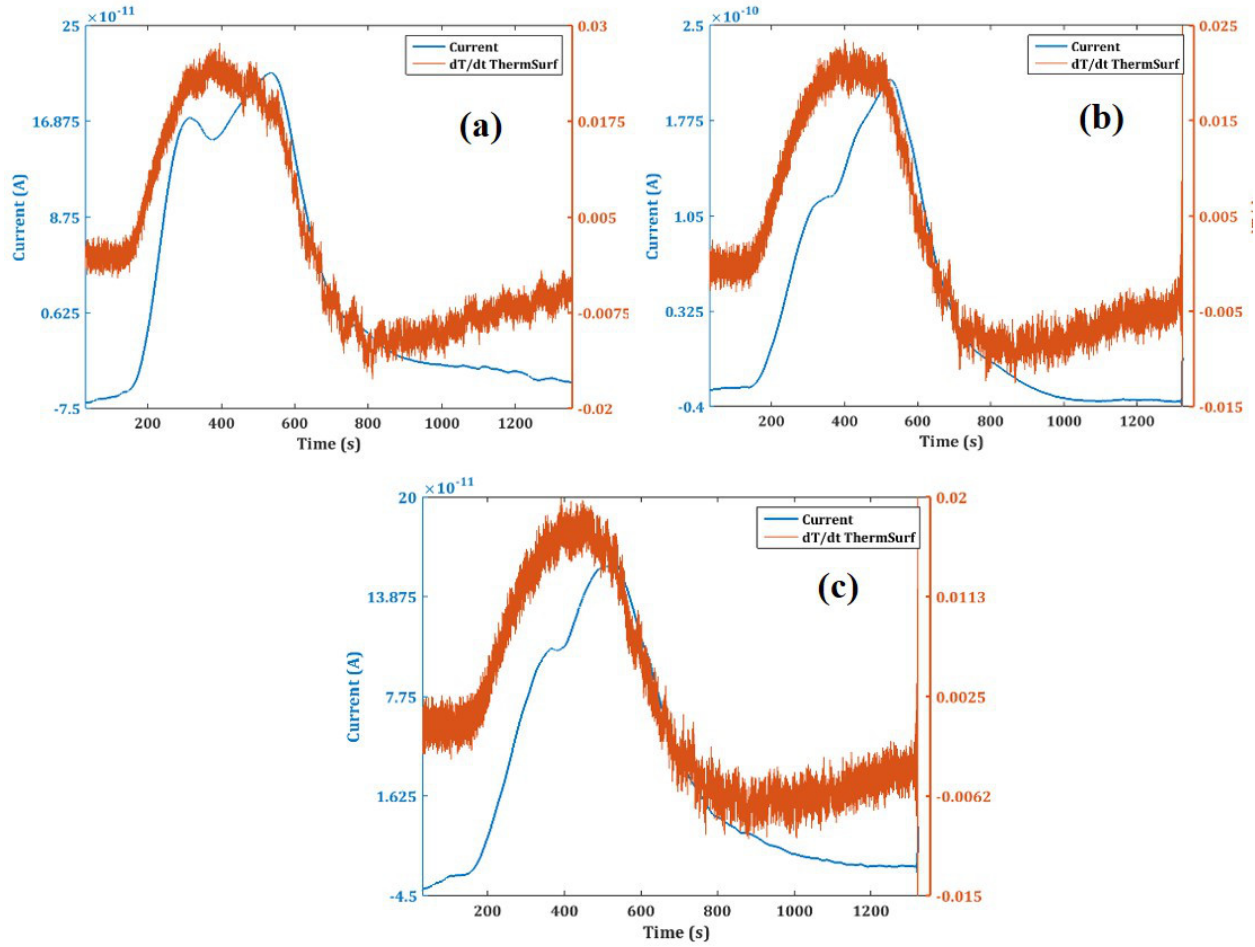 ×10⁻¹¹
25
16.875
8.75
0.625
-7.5
Current (A)
0.03
0.0175
0.005
-0.0075
-0.02
Current
dT/dt ThermSurf
(a)
200 400 600 800 1000 1200
Time (s)
×10⁻¹⁰
2.5
1.775
1.05
0.325
-0.4
Current (A)
0.025
0.015
0.005
-0.005
-0.015
Current
dT/dt ThermSurf
(b)
200 400 600 800 1000 1200
Time (s)
×10⁻¹¹
20
13.875
7.75
1.625
-4.5
Current (A)
0.02
0.0113
0.0025
-0.0062
-0.015
Current
dT/dt ThermSurf
(c)
200 400 600 800 1000 1200
Time (s)